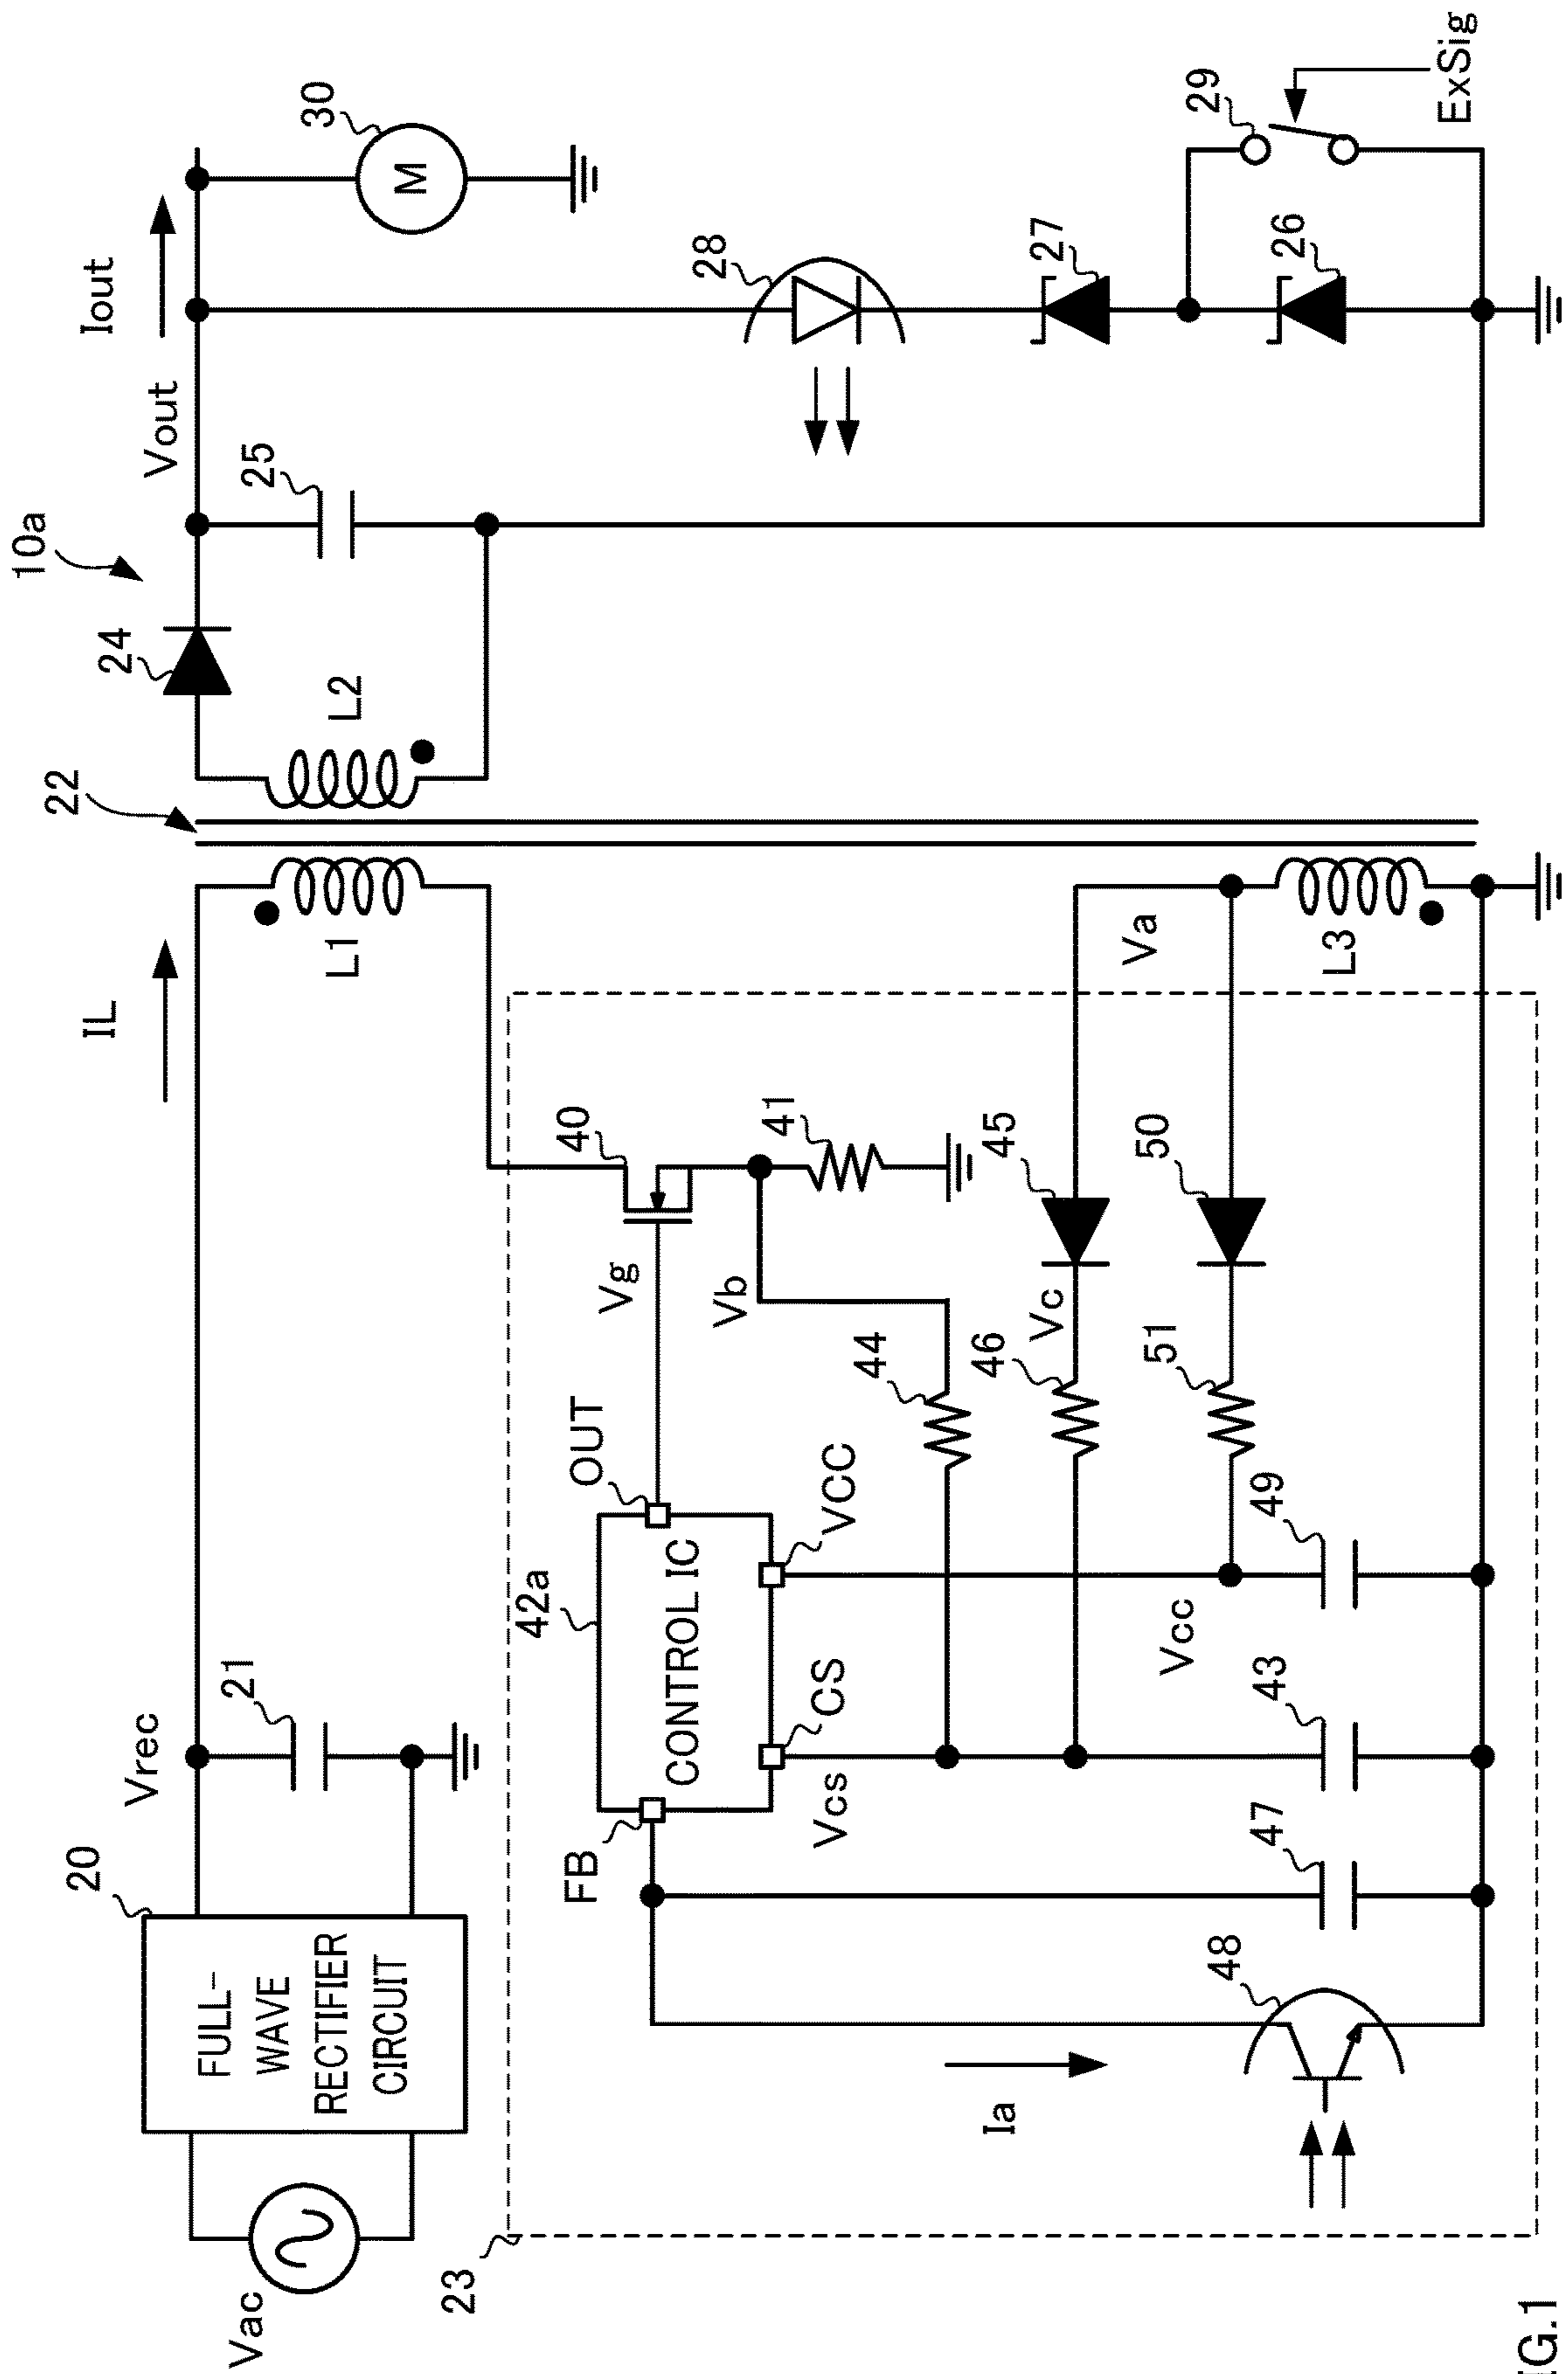 10a
22
20
FULL-
WAVE
RECTIFIER
CIRCUIT
Vac
Vrec
21
IL
L1
L2
24
Vout
25
Iout
30
M
28
27
26
29
ExSig
23
FB
42a
CONTROL IC
OUT
Vg
40
41
Vb
CS
VCC
Vcs
44
Vc
45
46
Va
L3
50
51
Vcc
Ia
48
47
43
49